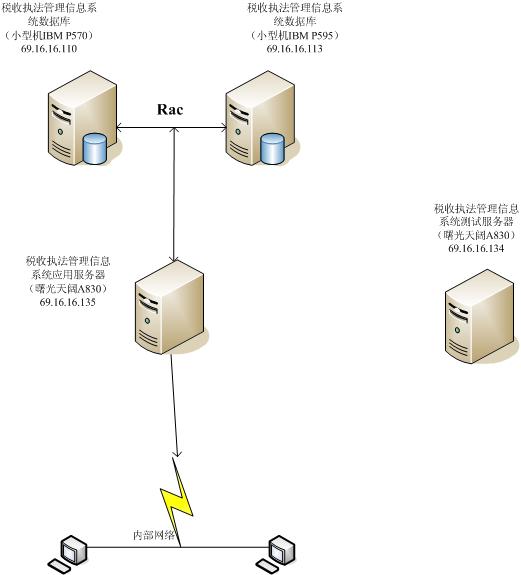 税收执法管理信息系
统数据库
（小型机IBM P570）
69.16.16.110
税收执法管理信息系
统数据库
（小型机IBM P595）
69.16.16.113
Rac
税收执法管理信息
系统测试服务器
（曙光天阔A830）
69.16.16.134
税收执法管理信息
系统应用服务器
（曙光天阔A830）
69.16.16.135
内部网络